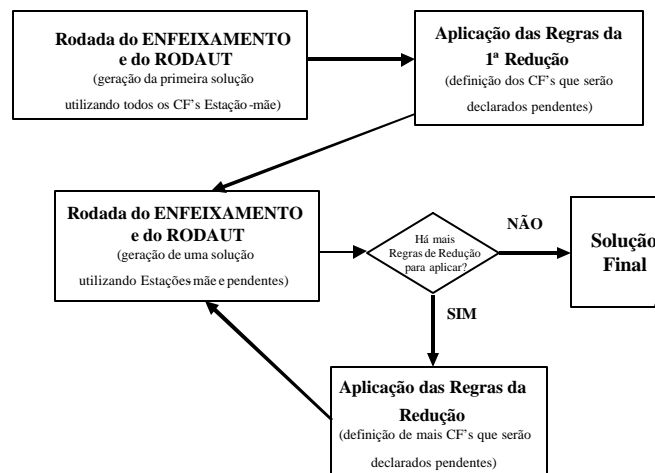 Rodada do ENFEIXAMENTO
e do RODAUT
(geração da primeira solução
utilizando todos os CF's Estação-mãe)
Aplicação das Regras da
1ª Redução
(definição dos CF's que serão
declarados pendentes)
Rodada do ENFEIXAMENTO
e do RODAUT
(geração de uma solução
utilizando Estações mãe e pendentes)
Há mais
Regras de Redução
para aplicar?
NÃO
Solução
Final
SIM
Aplicação das Regras da
Redução
(definição de mais CF's que serão
declarados pendentes)